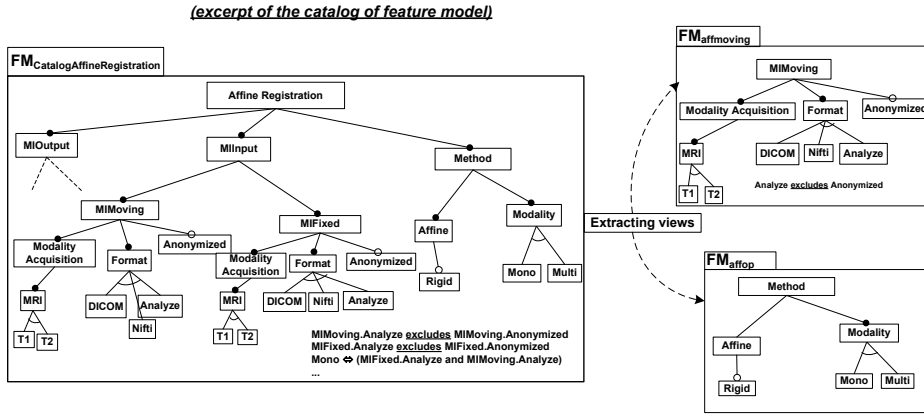 (excerpt of the catalog of feature model)
FMCatalogAffineRegistration
Affine Registration
MIOutput
MIInput
Method
MIMoving
MIFixed
Affine
Modality
Modality
Acquisition
Format
Anonymized
Modality
Acquisition
Format
Anonymized
Rigid
Mono
Multi
MRI
DICOM
Nifti
Analyze
MRI
DICOM
Nifti
Analyze
T1
T2
T1
T2
MIMoving.Analyze excludes MIMoving.Anonymized
MIFixed.Analyze excludes MIFixed.Anonymized
Mono ⇔ (MIFixed.Analyze and MIMoving.Analyze)
...
Extracting views
FMaffmoving
MIMoving
Modality Acquisition
Format
Anonymized
MRI
DICOM
Nifti
Analyze
T1
T2
Analyze excludes Anonymized
FMaffop
Method
Affine
Modality
Rigid
Mono
Multi